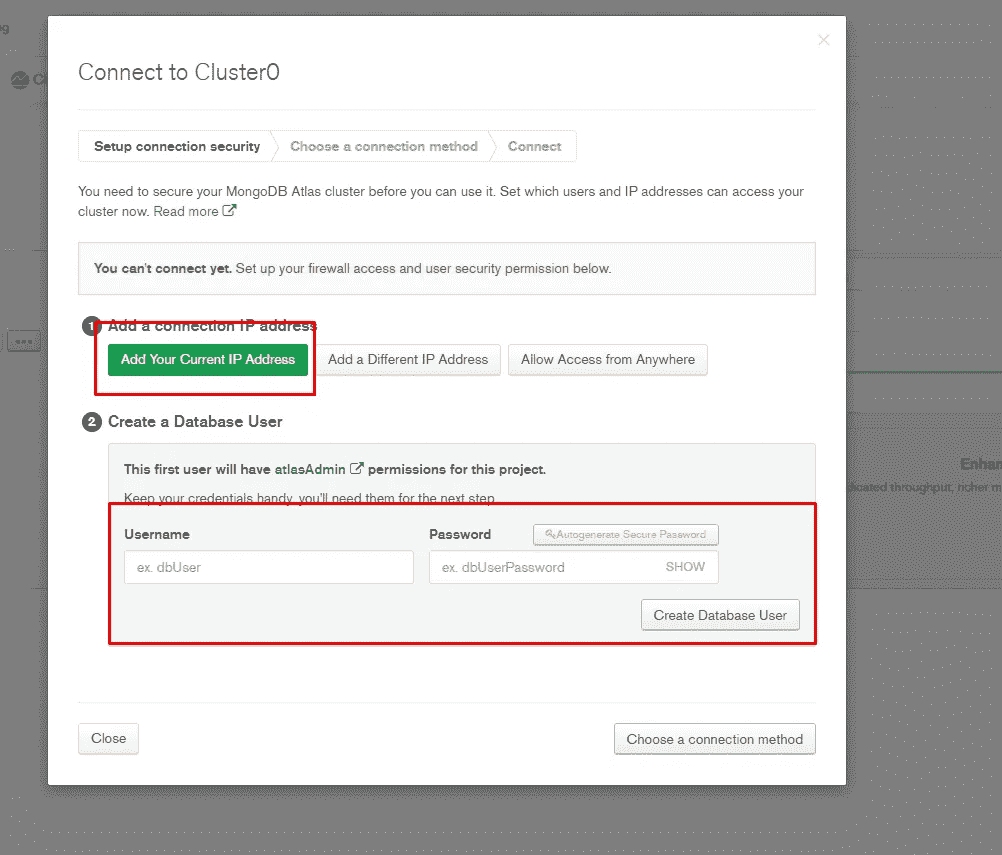 Connect to Cluster0
Setup connection security Choose a connection method Connect
You need to secure your MongoDB Atlas cluster before you can use it. Set which users and IP addresses can access your
cluster now. Read more
You can't connect yet. Set up your firewall access and user security permission below.
1 Add a connection IP address
Add Your Current IP Address Add a Different IP Address Allow Access from Anywhere
2 Create a Database User
This first user will have atlasAdmin permissions for this project.
Keep your credentials handy, you'll need them for the next step.
Username Password Autogenerate Secure Password
ex. dbUser ex. dbUserPassword SHOW
Create Database User
Close Choose a connection method